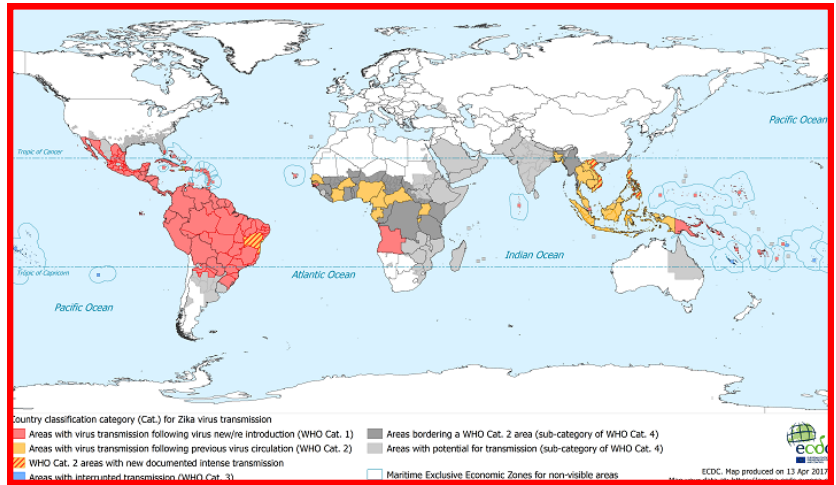 Pacific Ocean
Tropic of Cancer
Indian Ocean
Tropic of Capricorn
Atlantic Ocean
Pacific Ocean
Country classification category (Cat.) for Zika virus transmission
Areas with virus transmission following virus new/re introduction (WHO Cat. 1)
Areas with virus transmission following previous virus circulation (WHO Cat. 2)
WHO Cat. 2 areas with new documented intense transmission
Areas with interrupted transmission (WHO Cat. 3)
Areas bordering a WHO Cat. 2 area (sub-category of WHO Cat. 4)
Areas with potential for transmission (sub-category of WHO Cat. 4)
Maritime Exclusive Economic Zones for non-visible areas
ecdc
ECDC. Map produced on 13 Apr 2017